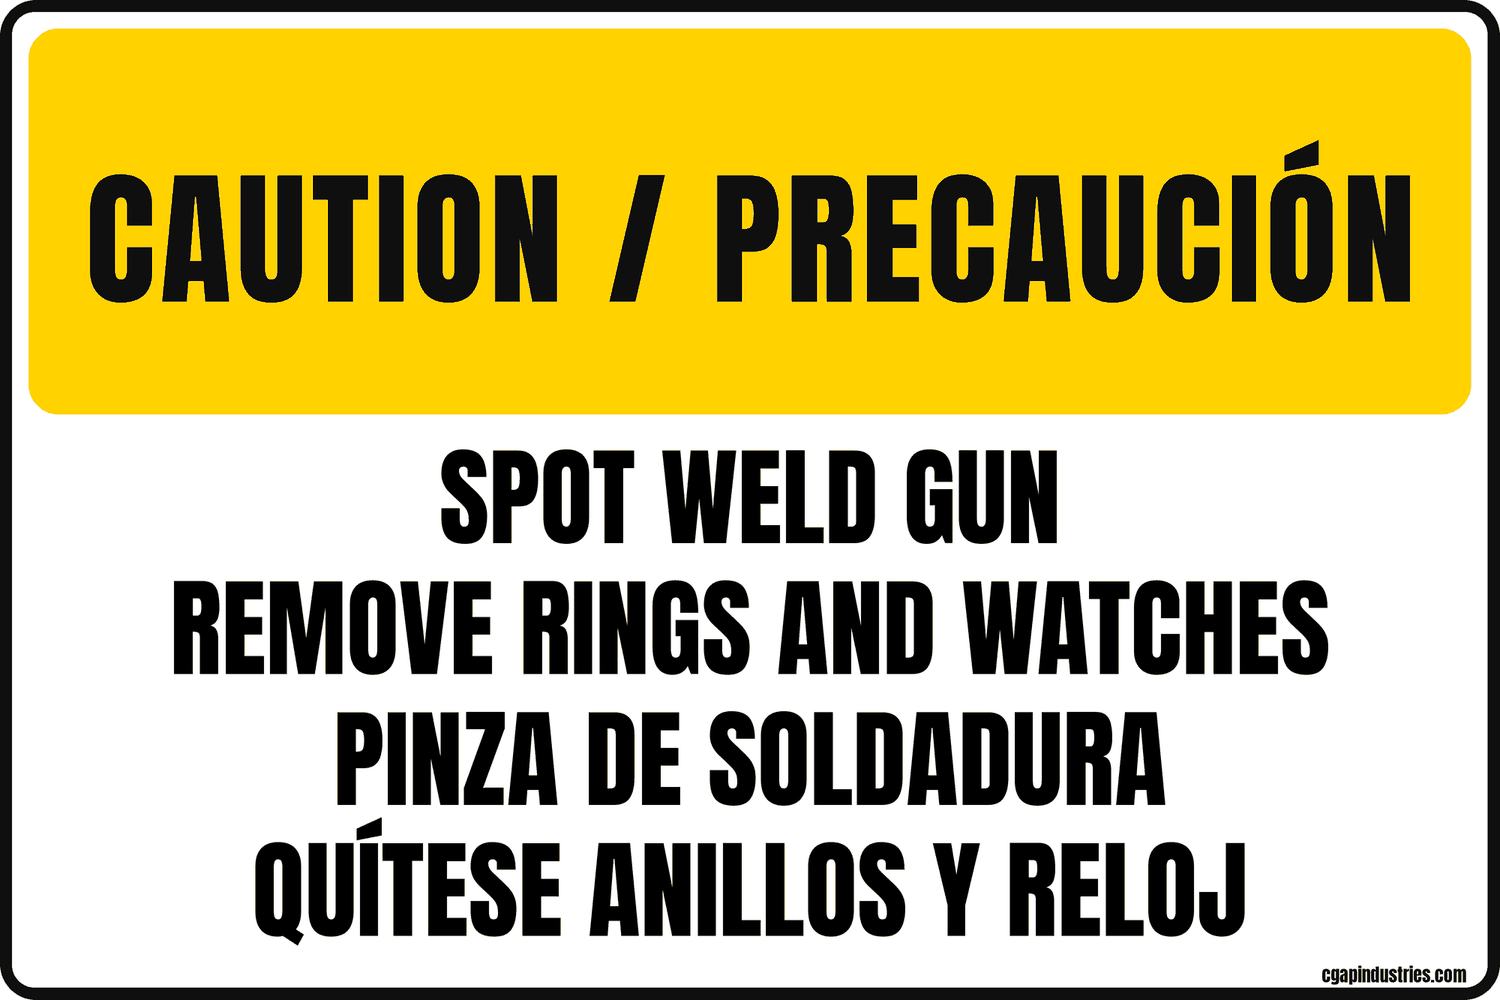 CAUTION / PRECAUCIÓN
SPOT WELD GUN
REMOVE RINGS AND WATCHES
PINZA DE SOLDADURA
QUÍTESE ANILLOS Y RELOJ
cgapindustries.com